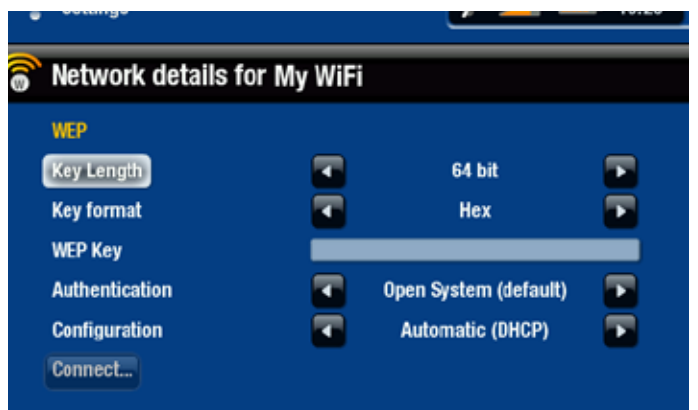 Network details for My WiFi
WEP
Key Length 64 bit
Key format Hex
WEP Key
Authentication Open System (default)
Configuration Automatic (DHCP)
Connect...